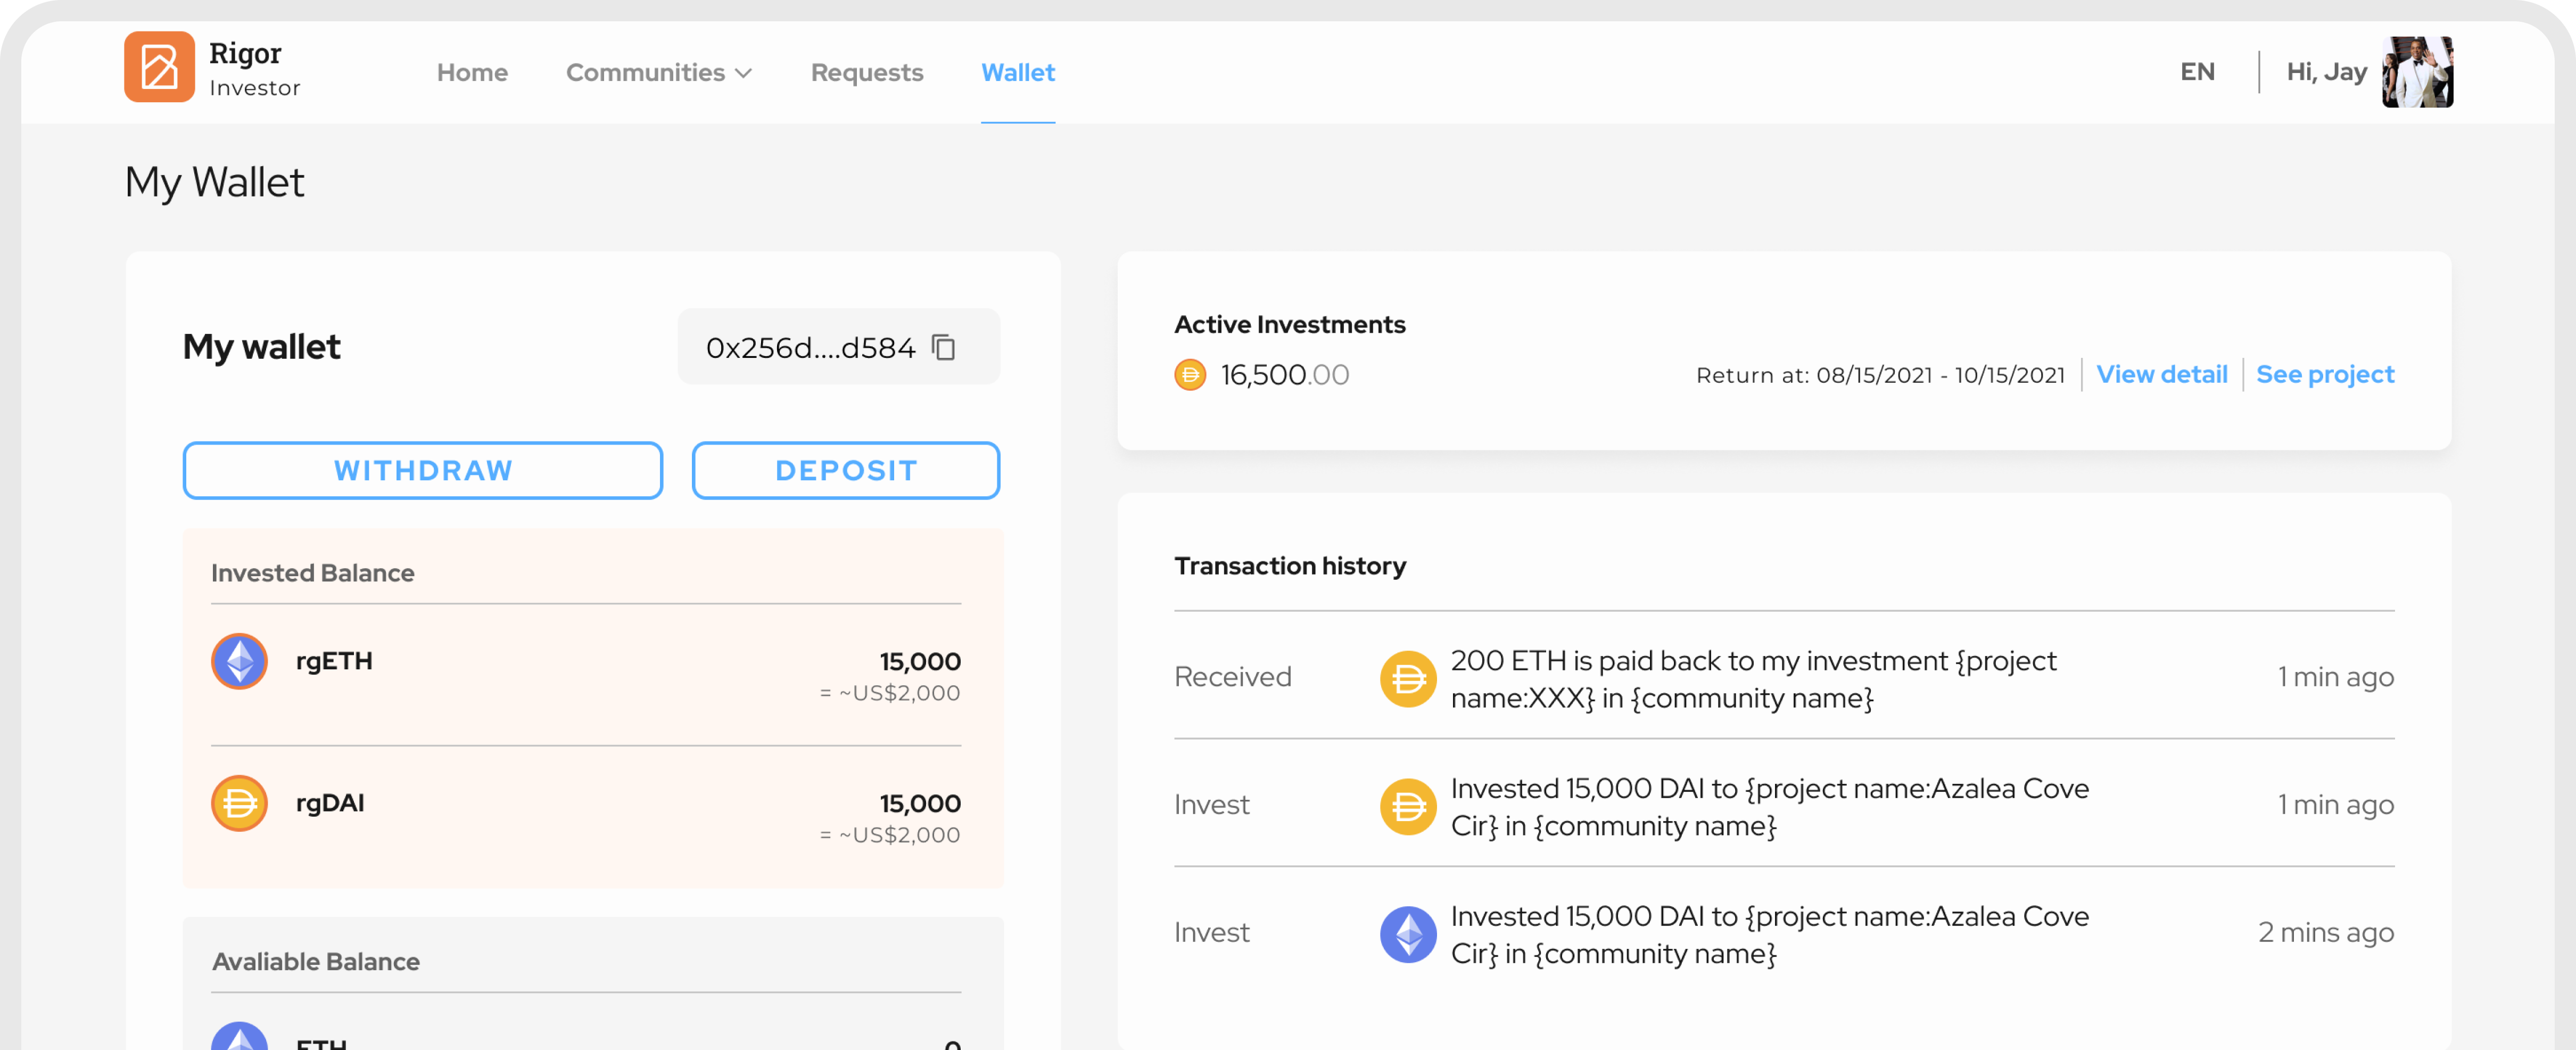 Rigor
Investor
Home
Communities
Requests
Wallet
EN
Hi, Jay
My Wallet
My wallet
0x256d....d584
WITHDRAW
DEPOSIT
Invested Balance
rgETH
15,000
= ~US$2,000
rgDAI
15,000
= ~US$2,000
Avaliable Balance
ETH
0
Active Investments
16,500.00
Return at: 08/15/2021 - 10/15/2021
View detail
See project
Transaction history
Received
200 ETH is paid back to my investment {project
name:XXX} in {community name}
1 min ago
Invest
Invested 15,000 DAI to {project name:Azalea Cove
Cir} in {community name}
1 min ago
Invest
Invested 15,000 DAI to {project name:Azalea Cove
Cir} in {community name}
2 mins ago